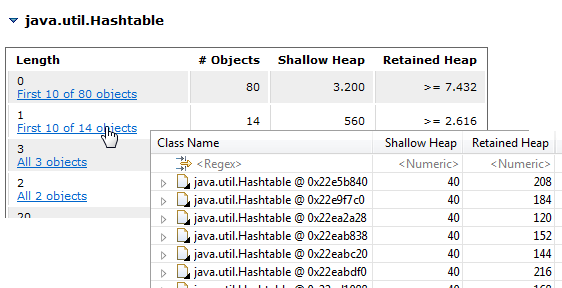 java.util.Hashtable
Length # Objects Shallow Heap Retained Heap
0
First 10 of 80 objects 80 3.200 >= 7.432
1
First 10 of 14 objects 14 560 >= 2.616
3
All 3 objects
2
All 2 objects
20
Class Name Shallow Heap Retained Heap
<Regex> <Numeric> <Numeric>
java.util.Hashtable @ 0x22e5b840 40 208
java.util.Hashtable @ 0x22e9f7c0 40 184
java.util.Hashtable @ 0x22ea2a28 40 120
java.util.Hashtable @ 0x22eab838 40 152
java.util.Hashtable @ 0x22eabc20 40 144
java.util.Hashtable @ 0x22eabdf0 40 216